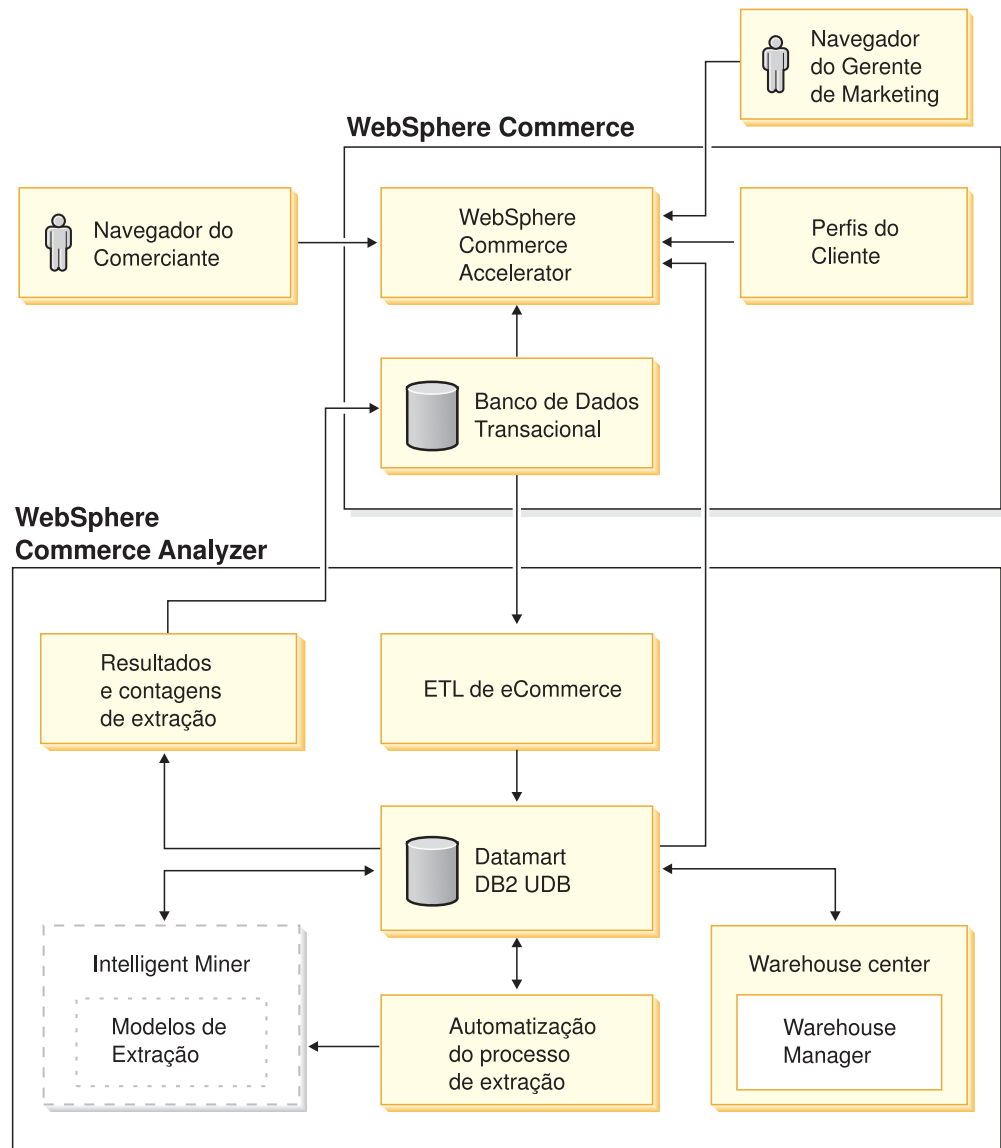 Navegador
do Gerente
de Marketing
WebSphere Commerce
Navegador do
Comerciante
WebSphere
Commerce
Accelerator
Perfis do
Cliente
Banco de Dados
Transacional
WebSphere
Commerce Analyzer
Resultados
e contagens
de extração
ETL de eCommerce
Datamart
DB2 UDB
Intelligent Miner
Modelos de
Extração
Automatização
do processo
de extração
Warehouse center
Warehouse
Manager